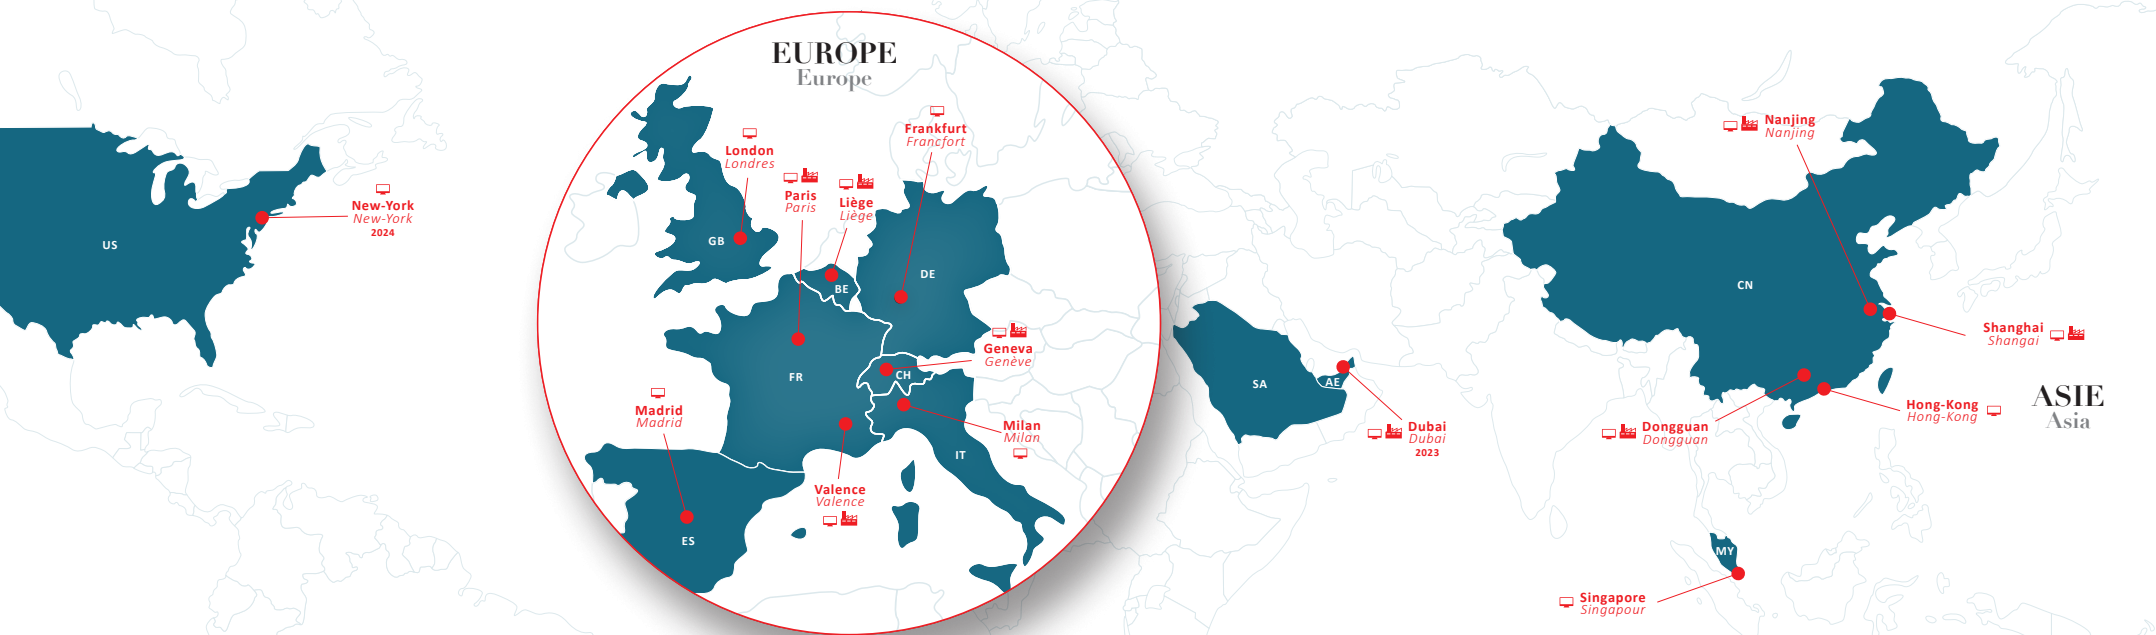 US
New-York
New-York
2024
EUROPE
Europe
London
Londres
GB
Paris
Paris
Liège
Liège
Frankfurt
Francfort
DE
BE
FR
Geneva
Genève
CH
Madrid
Madrid
ES
Valence
Valence
Milan
Milan
IT
SA
AE
Dubai
Dubai
2023
Nanjing
Nanjing
CN
Shanghai
Shangai
Hong-Kong
Hong-Kong
Dongguan
Dongguan
ASIE
Asia
MY
Singapore
Singapour